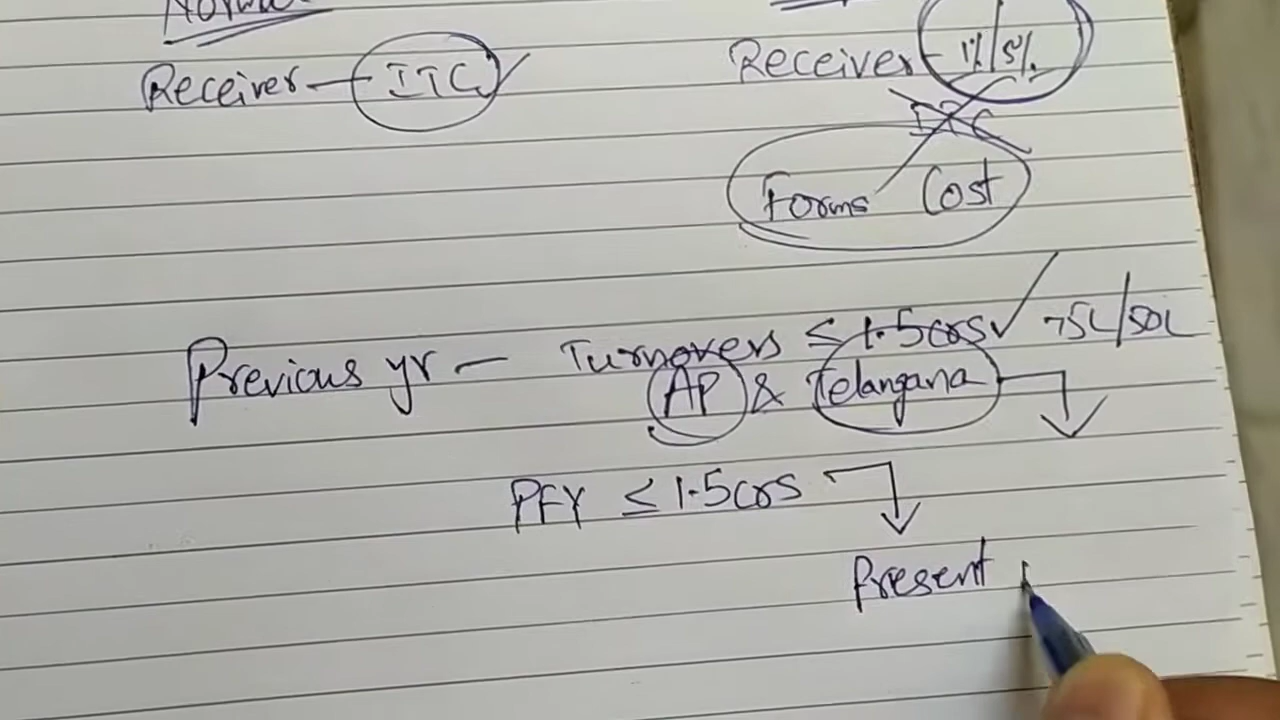 Receiver - ITC ✓
Receiver - 1%/5%
ITC
Forms Cost
Previous yr - Turnovers ≤ 1.5crs ✓ 75L/50L
AP & Telangana
PFY ≤ 1.5crs
Present